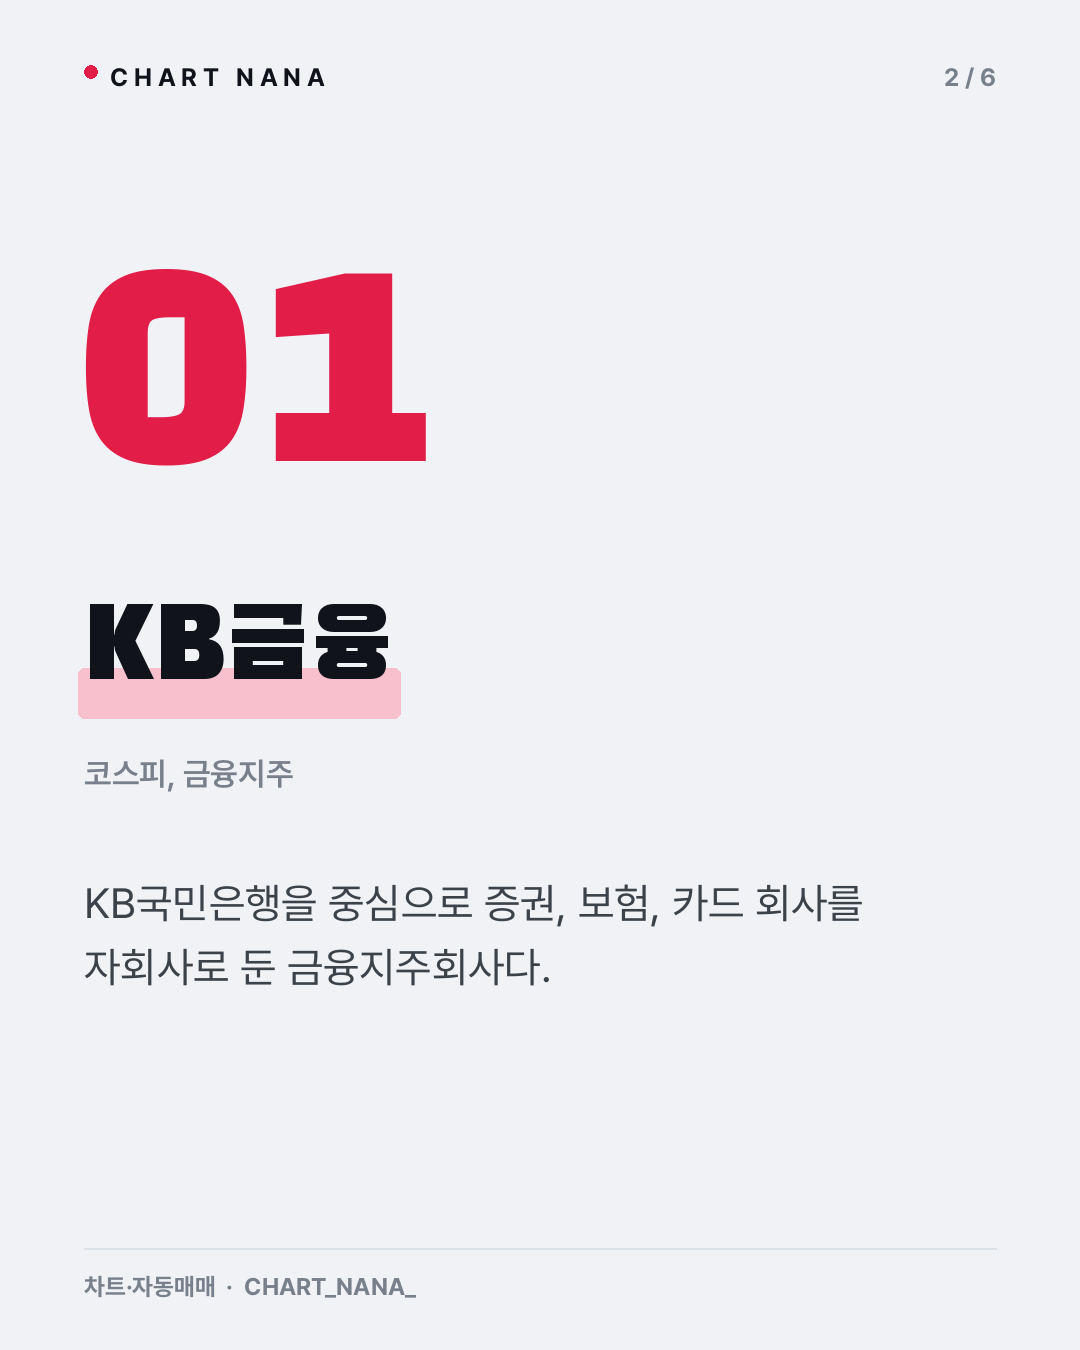 CHART NANA
2 / 6
01
KB금융
코스피, 금융지주
KB국민은행을 중심으로 증권, 보험, 카드 회사를
자회사로 둔 금융지주회사다.
차트·자동매매 · CHART_NANA_